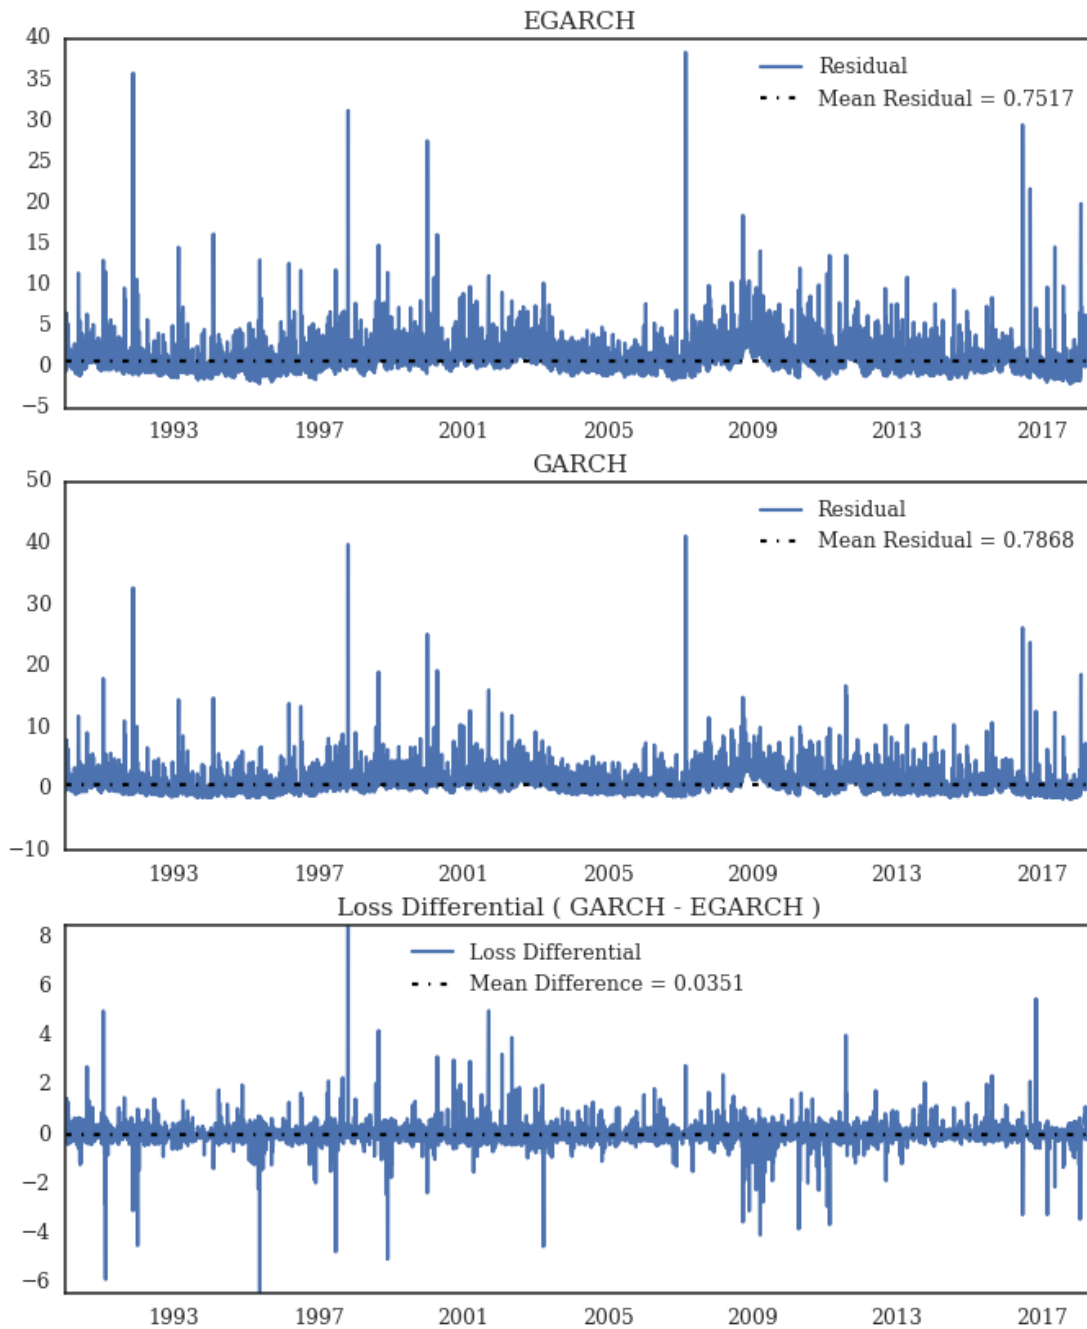 EGARCH
40
35
30
25
20
15
10
5
0
−5
Residual
Mean Residual = 0.7517
1993 1997 2001 2005 2009 2013 2017
GARCH
50
40
30
20
10
0
−10
Residual
Mean Residual = 0.7868
1993 1997 2001 2005 2009 2013 2017
Loss Differential ( GARCH - EGARCH )
8
6
4
2
0
−2
−4
−6
Loss Differential
Mean Difference = 0.0351
1993 1997 2001 2005 2009 2013 2017